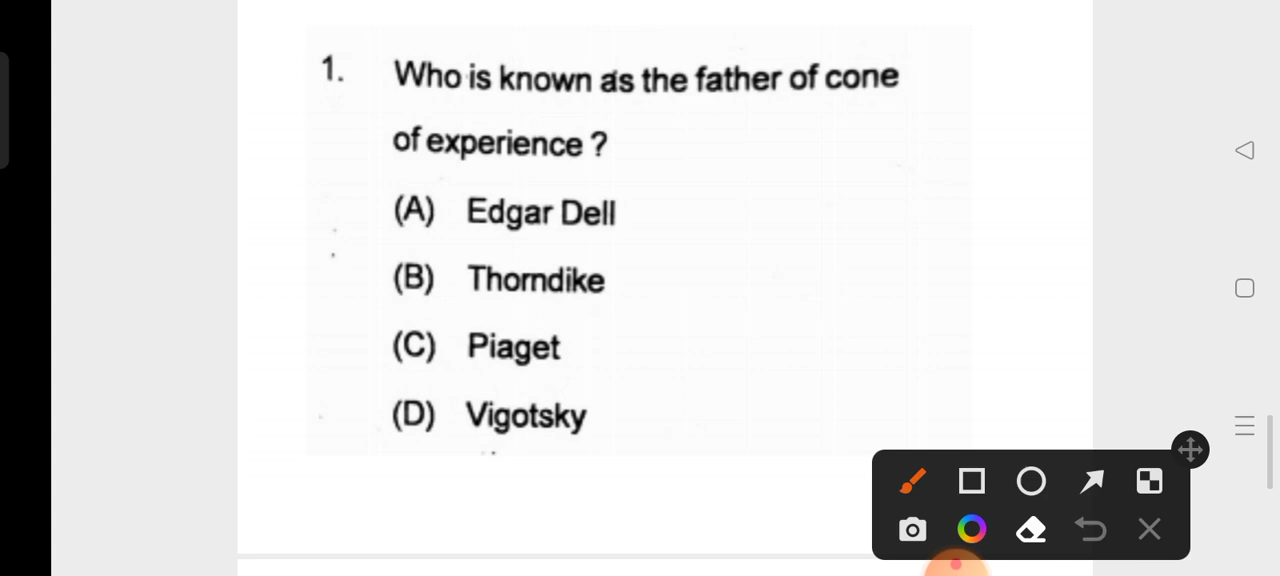 1. Who is known as the father of cone
of experience ?
(A) Edgar Dell
(B) Thorndike
(C) Piaget
(D) Vigotsky